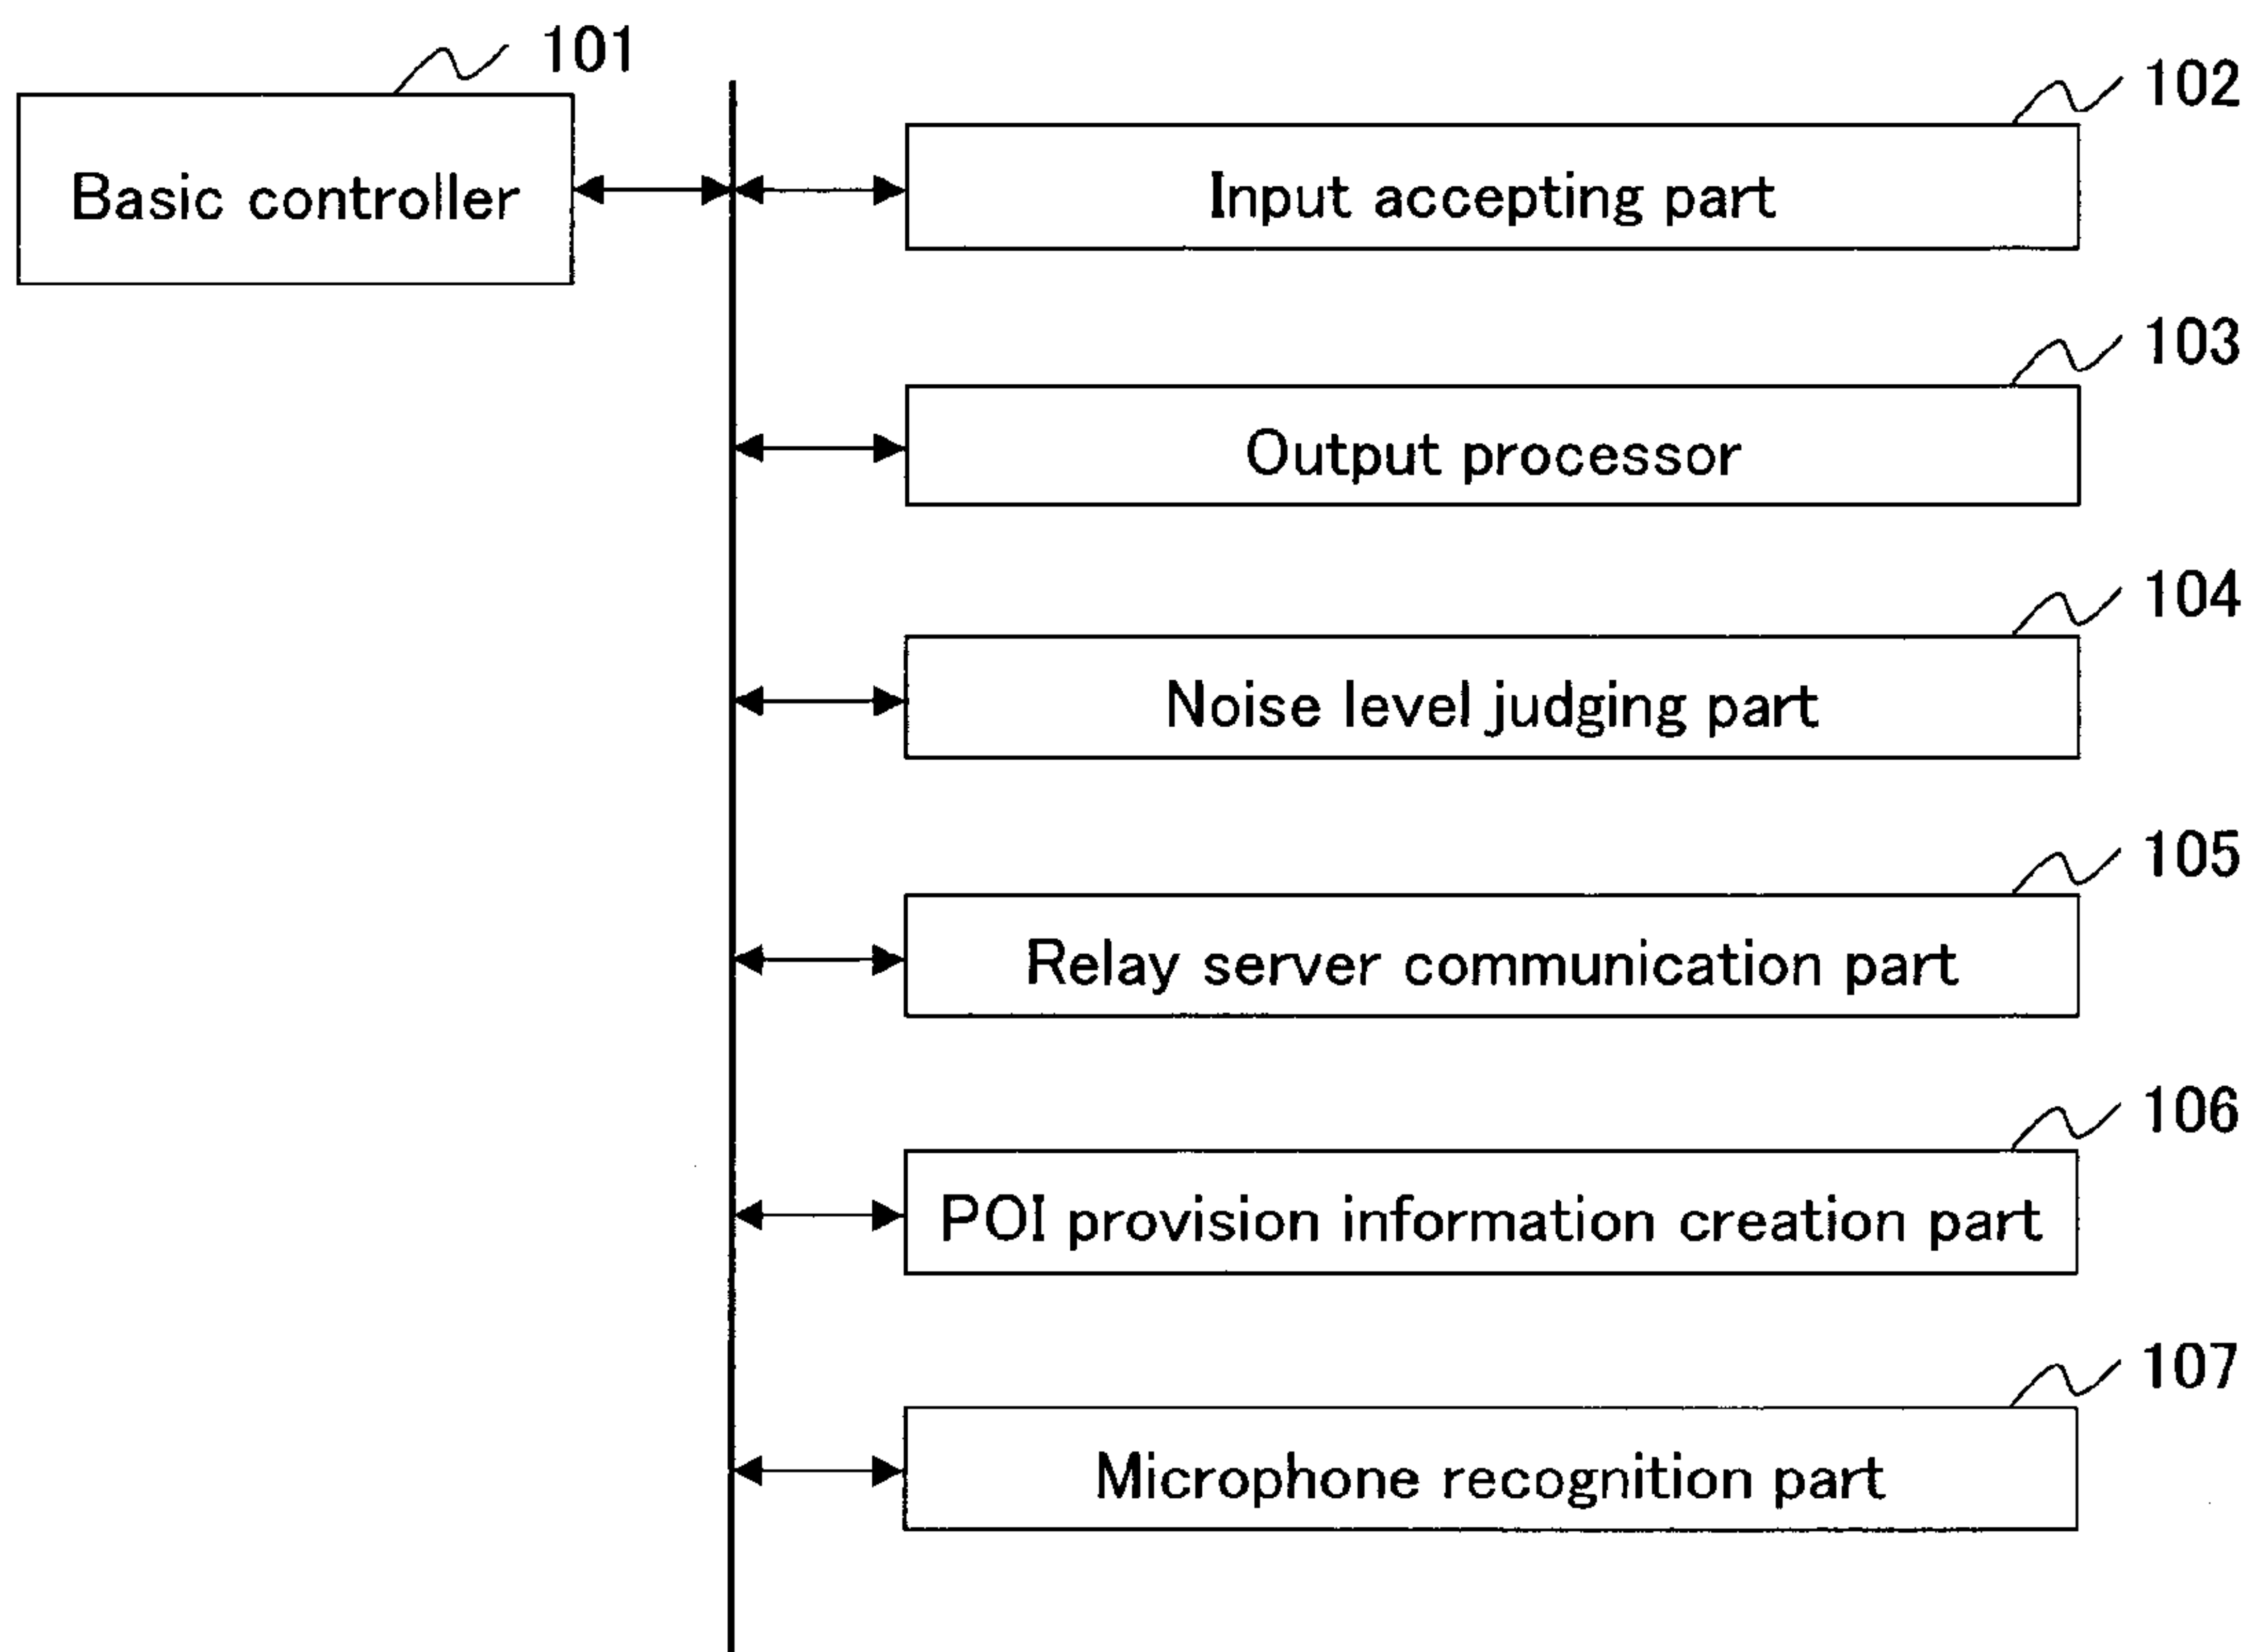 101
Basic controller
102
Input accepting part
103
Output processor
104
Noise level judging part
105
Relay server communication part
106
POI provision information creation part
107
Microphone recognition part